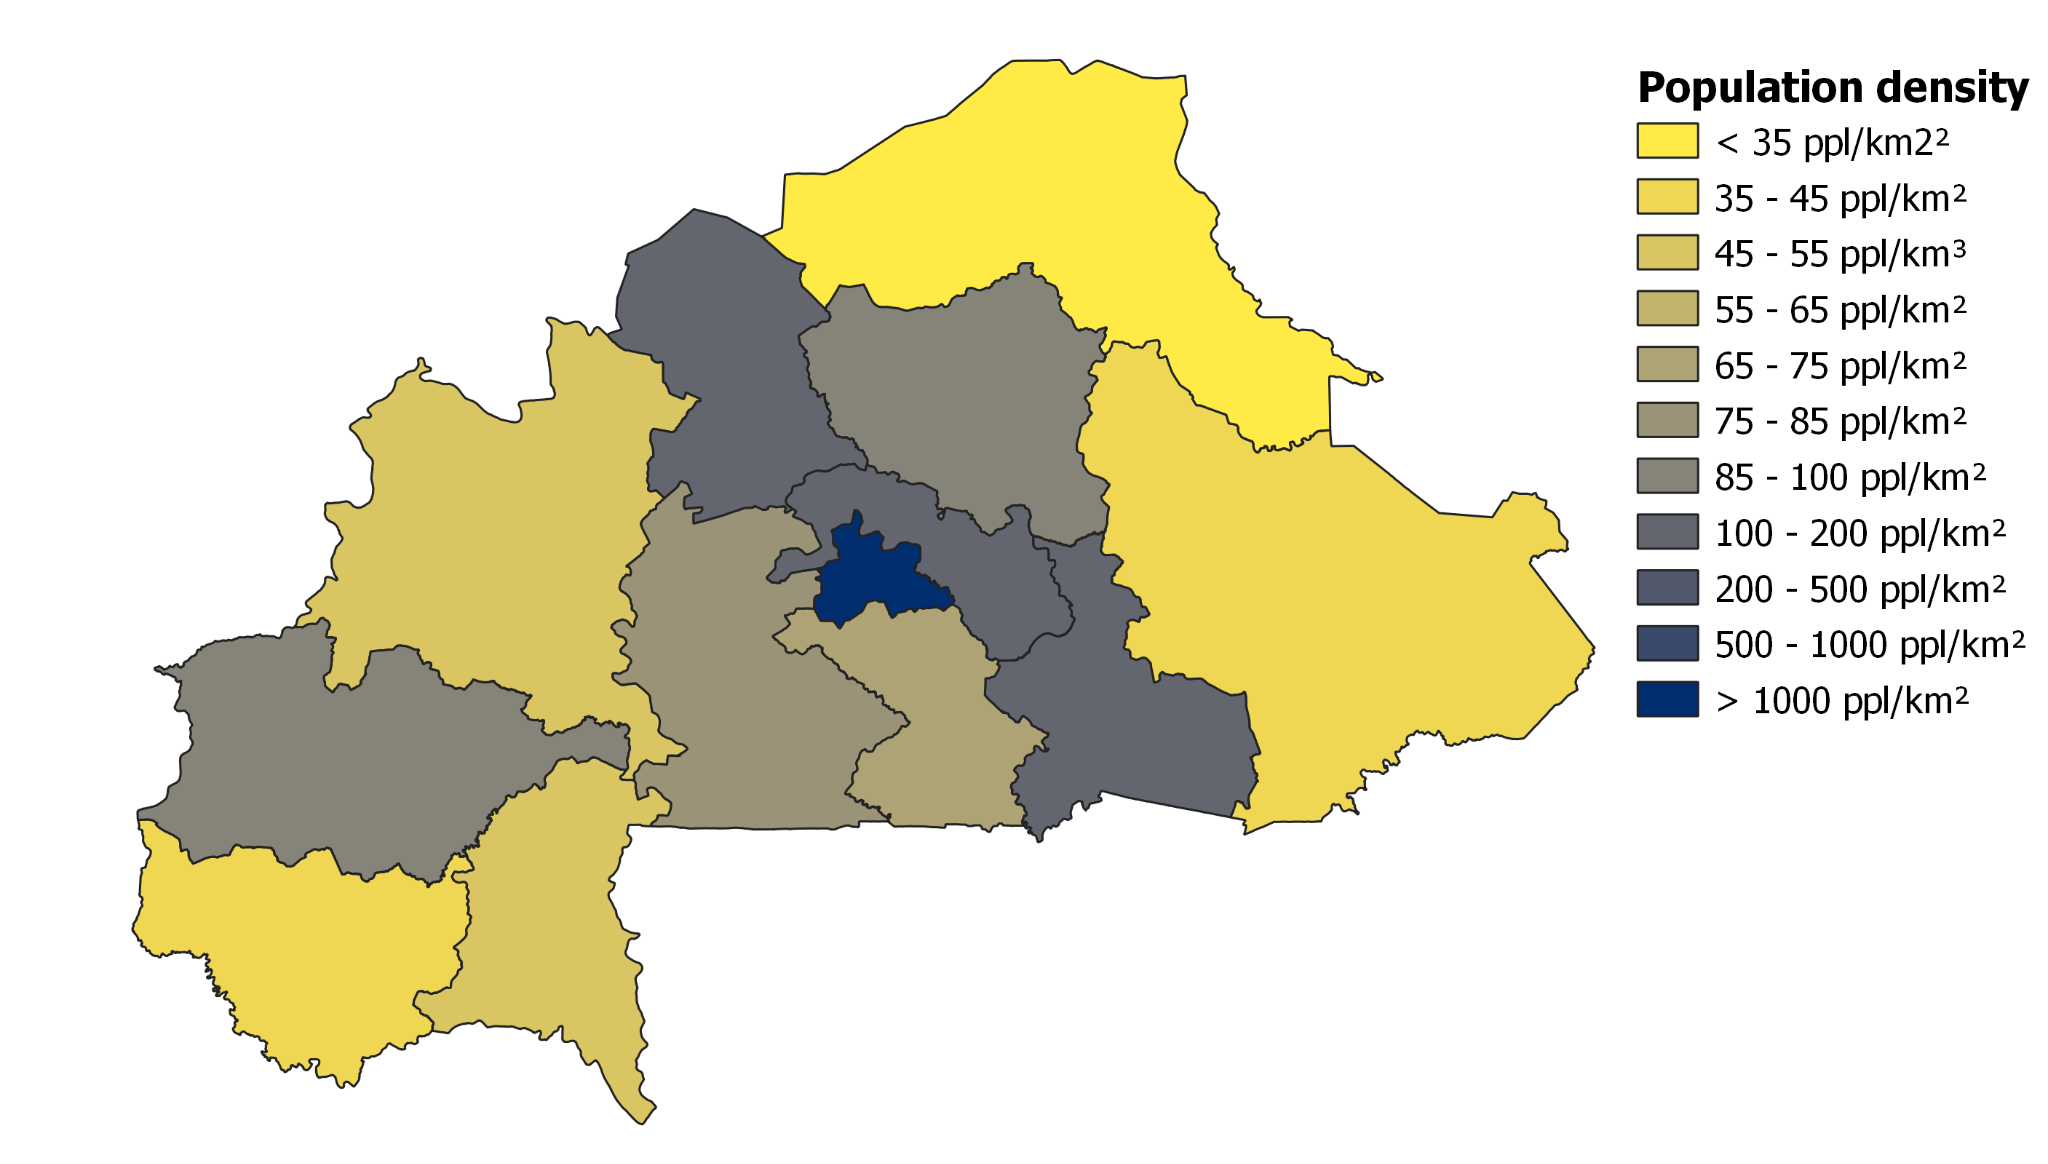 Population density
< 35 ppl/km2²
35 - 45 ppl/km²
45 - 55 ppl/km³
55 - 65 ppl/km²
65 - 75 ppl/km²
75 - 85 ppl/km²
85 - 100 ppl/km²
100 - 200 ppl/km²
200 - 500 ppl/km²
500 - 1000 ppl/km²
> 1000 ppl/km²